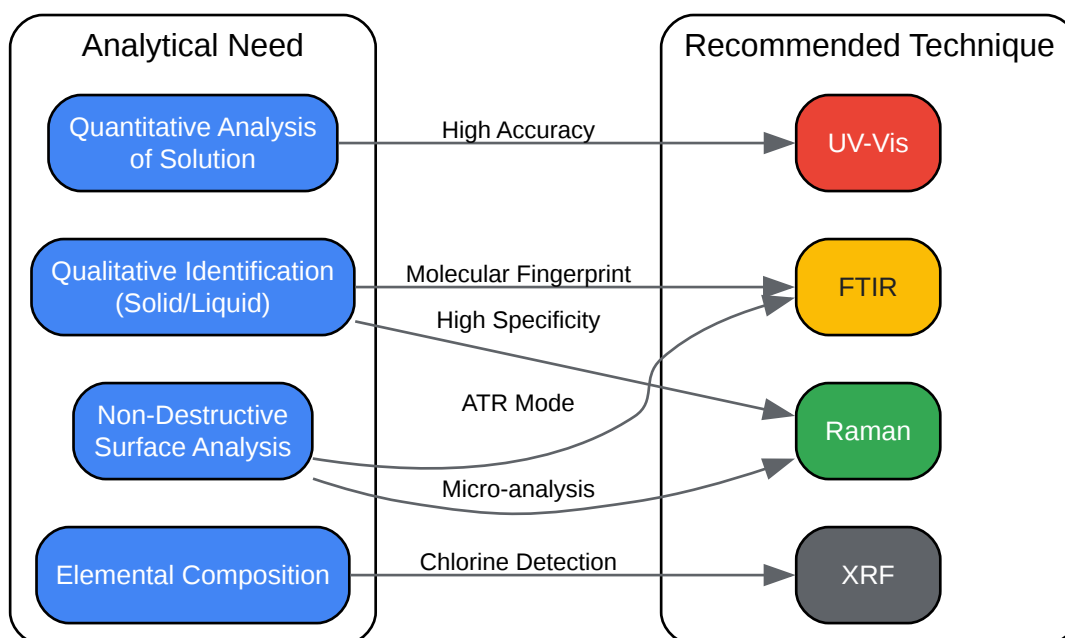 Analytical Need
Recommended Technique
Quantitative Analysis
of Solution
High Accuracy
UV-Vis
Qualitative Identification
(Solid/Liquid)
Molecular Fingerprint
FTIR
High Specificity
Non-Destructive
Surface Analysis
ATR Mode
Raman
Micro-analysis
Elemental Composition
Chlorine Detection
XRF